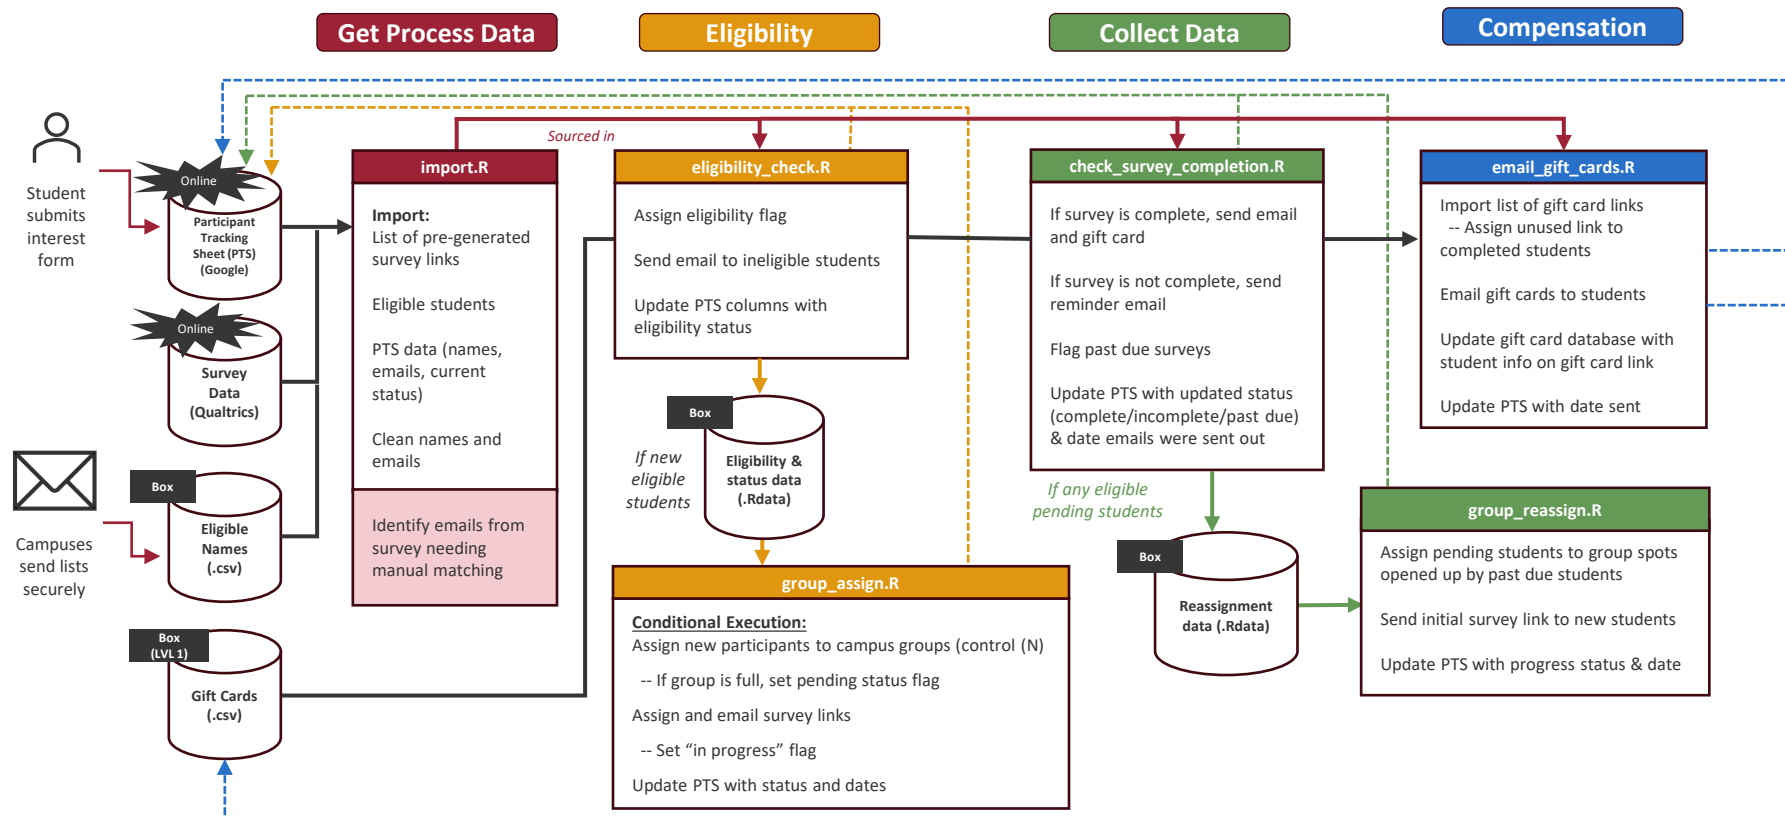 Get Process Data
Eligibility
Collect Data
Compensation
Student
submits
interest
form
Online
Participant
Tracking
Sheet (PTS)
(Google)
Online
Survey
Data
(Qualtrics)
Campuses
send lists
securely
Box
Eligible
Names
(.csv)
Box
(LVL 1)
Gift Cards
(.csv)
Sourced in
import.R
Import:
List of pre-generated
survey links
Eligible students
PTS data (names,
emails, current
status)
Clean names and
emails
Identify emails from
survey needing
manual matching
eligibility_check.R
Assign eligibility flag
Send email to ineligible students
Update PTS columns with
eligibility status
If new
eligible
students
Box
Eligibility &
status data
(.Rdata)
group_assign.R
Conditional Execution:
Assign new participants to campus groups (control (N)
-- If group is full, set pending status flag
Assign and email survey links
-- Set “in progress” flag
Update PTS with status and dates
check_survey_completion.R
If survey is complete, send email
and gift card
If survey is not complete, send
reminder email
Flag past due surveys
Update PTS with updated status
(complete/incomplete/past due)
& date emails were sent out
If any eligible
pending students
Box
Reassignment
data (.Rdata)
email_gift_cards.R
Import list of gift card links
-- Assign unused link to
completed students
Email gift cards to students
Update gift card database with
student info on gift card link
Update PTS with date sent
group_reassign.R
Assign pending students to group spots
opened up by past due students
Send initial survey link to new students
Update PTS with progress status & date